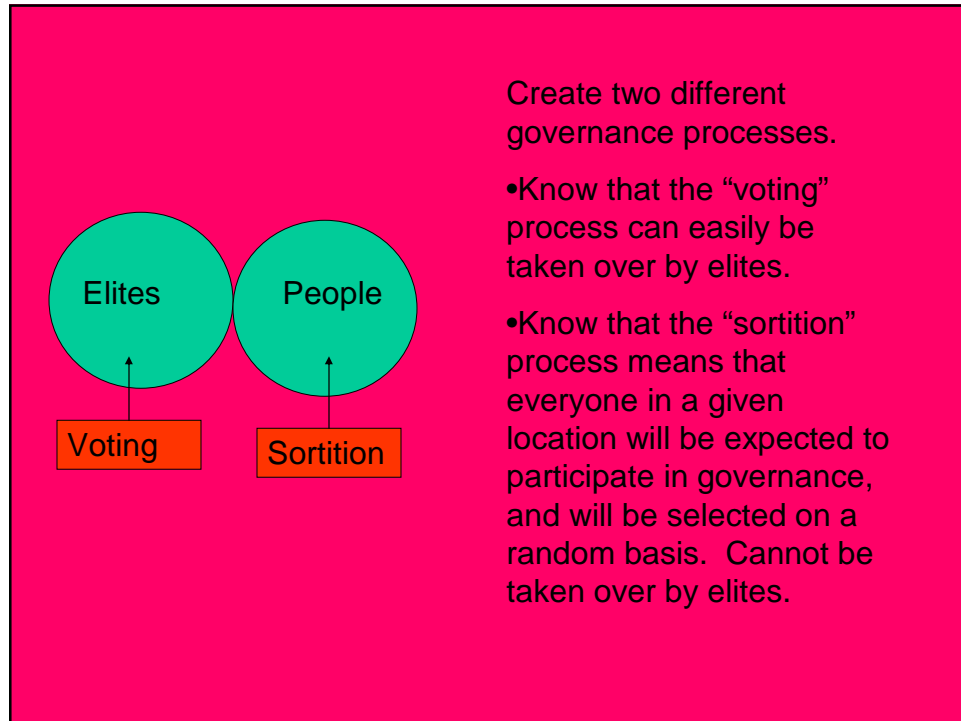 Elites
People
Voting
Sortition
Create two different
governance processes.
•Know that the “voting”
process can easily be
taken over by elites.
•Know that the “sortition”
process means that
everyone in a given
location will be expected to
participate in governance,
and will be selected on a
random basis.  Cannot be
taken over by elites.